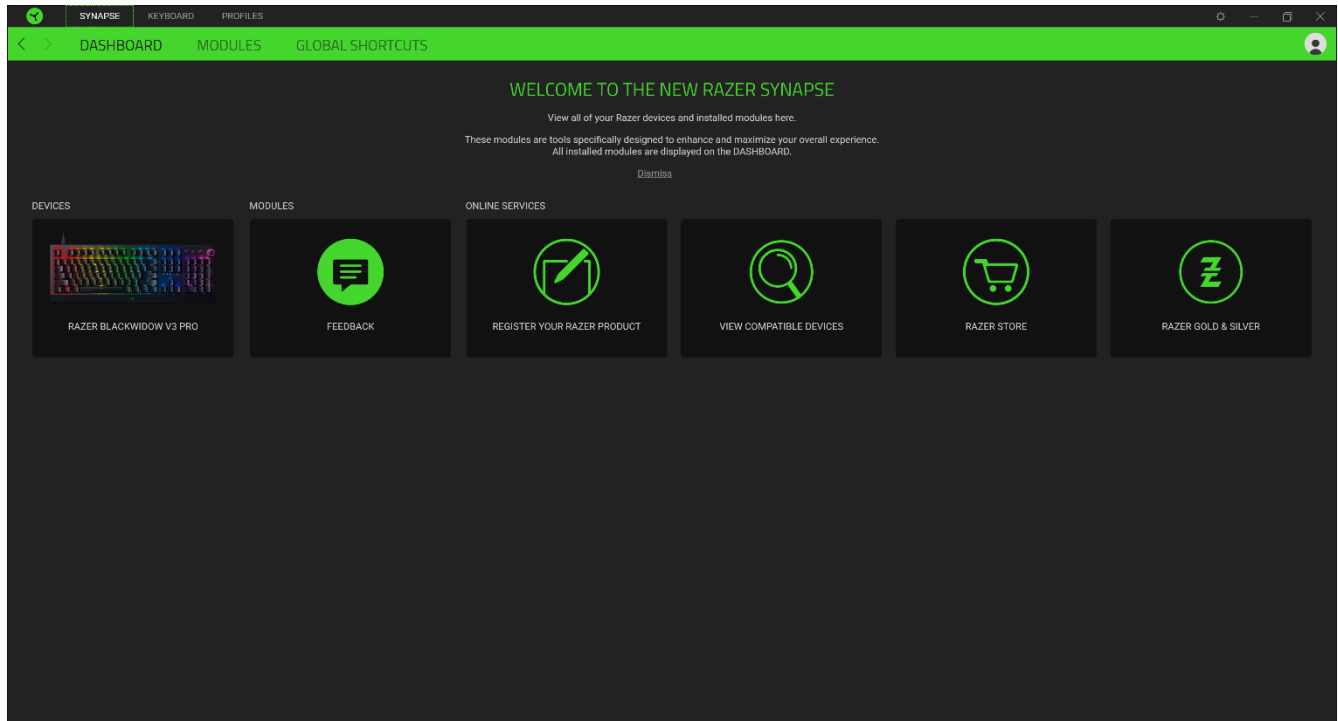 SYNAPSE KEYBOARD PROFILES
DASHBOARD MODULES GLOBAL SHORTCUTS
WELCOME TO THE NEW RAZER SYNAPSE
View all of your Razer devices and installed modules here.
These modules are tools specifically designed to enhance and maximize your overall experience.
All installed modules are displayed on the DASHBOARD.
Dismiss
DEVICES MODULES ONLINE SERVICES
RAZER BLACKWIDOW V3 PRO FEEDBACK REGISTER YOUR RAZER PRODUCT VIEW COMPATIBLE DEVICES RAZER STORE RAZER GOLD & SILVER